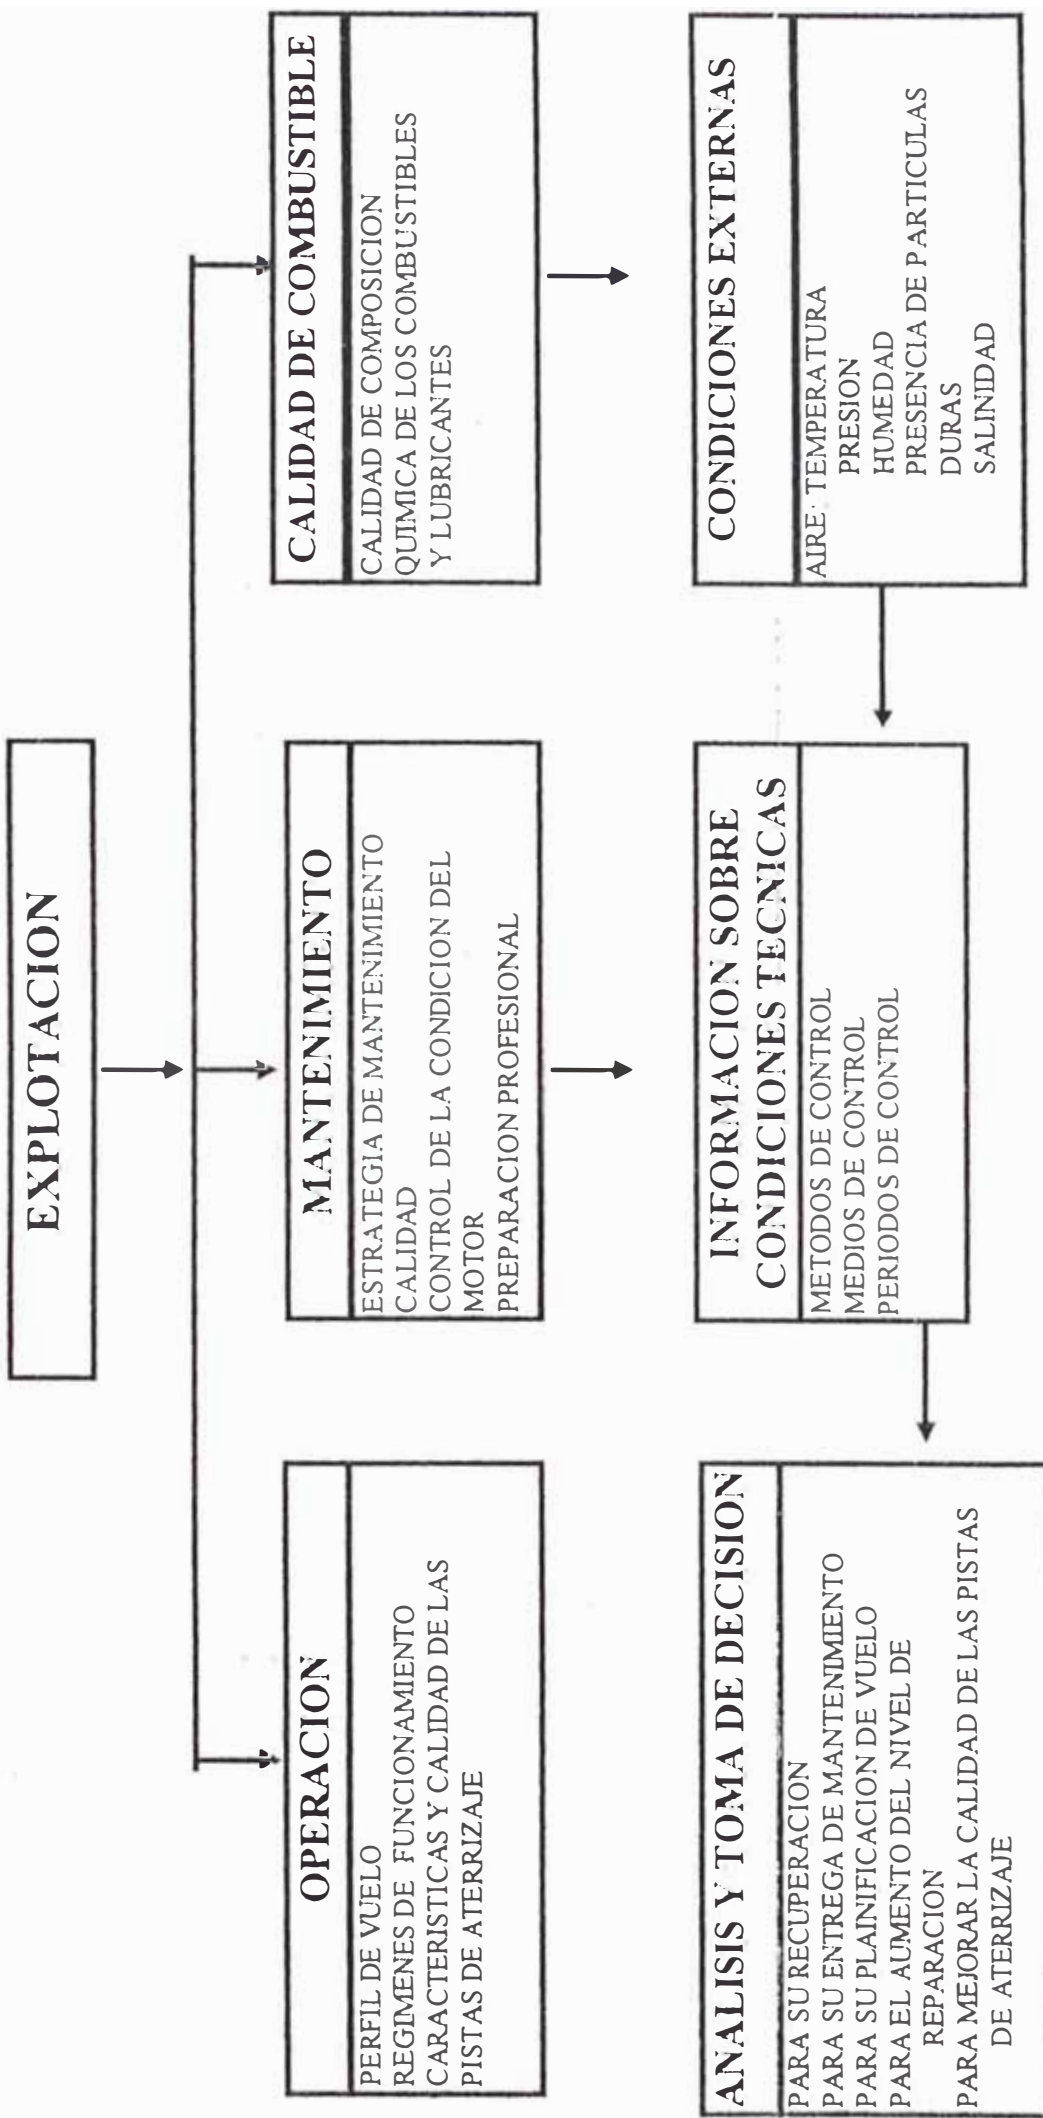 EXPLOTACION
OPERACION
PERFIL DE VUELO
REGIMENES DE FUNCIONAMIENTO
CARACTERISTICAS Y CALIDAD DE LAS
PISTAS DE ATERRIZAJE
MANTENIMIENTO
ESTRATEGIA DE MANTENIMIENTO
CALIDAD
CONTROL DE LA CONDICION DEL
MOTOR
PREPARACION PROFESIONAL
CALIDAD DE COMBUSTIBLE
CALIDAD DE COMPOSICION
QUIMICA DE LOS COMBUSTIBLES
Y LUBRICANTES
ANALISIS Y TOMA DE DECISION
PARA SU RECUPERACION
PARA SU ENTREGA DE MANTENIMIENTO
PARA SU PLAINIFICACION DE VUELO
PARA EL AUMENTO DEL NIVEL DE
REPARACION
PARA MEJORAR LA CALIDAD DE LAS PISTAS
DE ATERRIZAJE
INFORMACION SOBRE
CONDICIONES TECNICAS
METODOS DE CONTROL
MEDIOS DE CONTROL
PERIODOS DE CONTROL
CONDICIONES EXTERNAS
AIRE: TEMPERATURA
PRESION
HUMEDAD
PRESENCIA DE PARTICULAS
DURAS
SALINIDAD